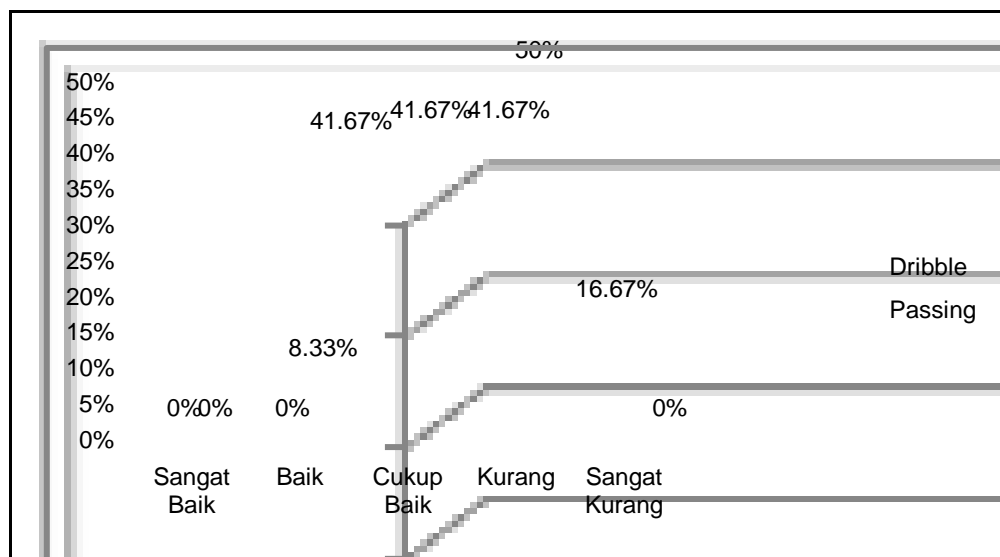 50%
50%
45%
41.67% 41.67% 41.67%
40%
35%
30%
25%
Dribble
20%
16.67%
Passing
15%
8.33%
10%
5%
0% 0% 0% 0%
0%
Sangat Baik
Baik
Cukup Baik
Kurang
Sangat Kurang